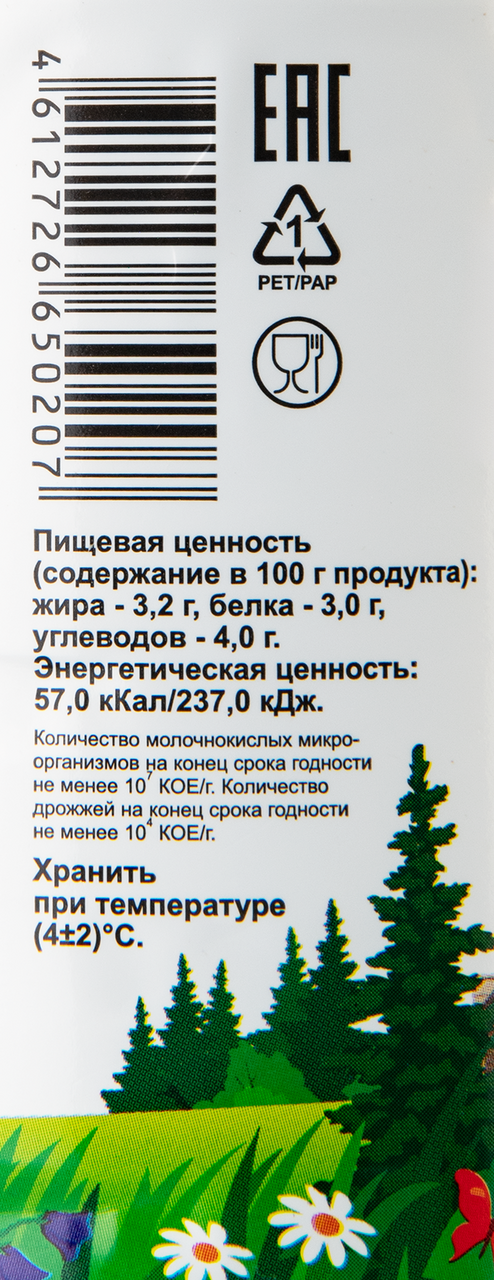 4 612726 650207
EAC
1
PET/PAP
Пищевая ценность
(содержание в 100 г продукта):
жира - 3,2 г, белка - 3,0 г,
углеводов - 4,0 г.
Энергетическая ценность:
57,0 кКал/237,0 кДж.
Количество молочнокислых микро-
организмов на конец срока годности
не менее 10⁷ КОЕ/г. Количество
дрожжей на конец срока годности
не менее 10⁴ КОЕ/г.
Хранить
при температуре
(4±2)°С.